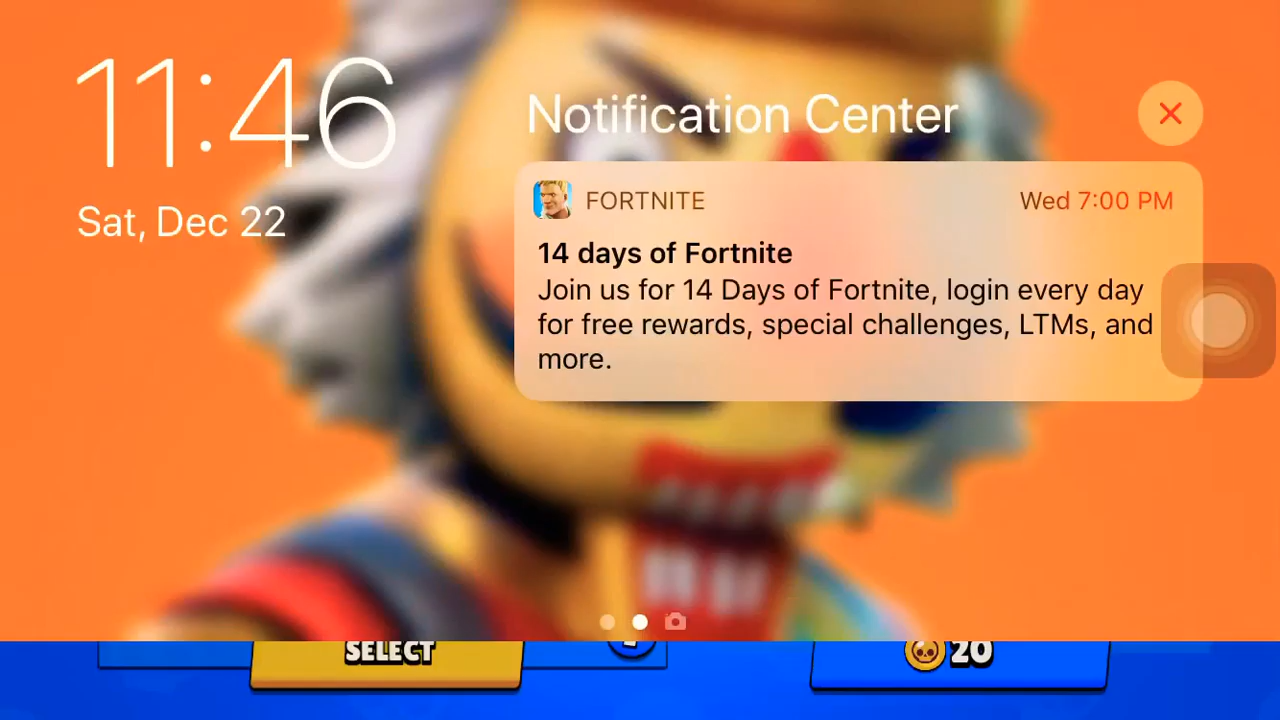 11:46
Sat, Dec 22
Notification Center
FORTNITE
Wed 7:00 PM
14 days of Fortnite
Join us for 14 Days of Fortnite, login every day
for free rewards, special challenges, LTMs, and
more.
SELECT
20